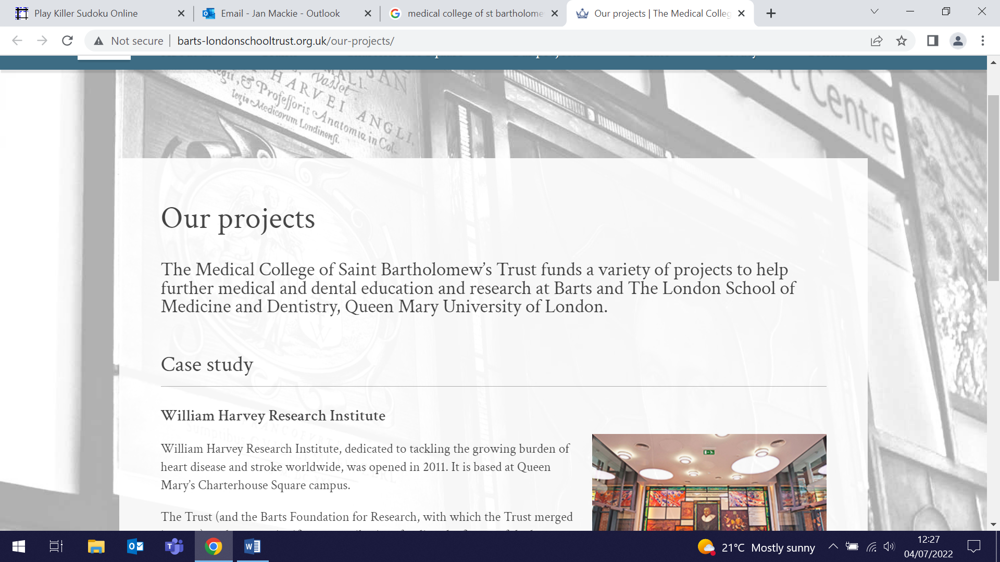 Play Killer Sudoku Online
Email - Jan Mackie - Outlook
medical college of st bartholome
Our projects | The Medical Colleg
Not secure
barts-londonschooltrust.org.uk/our-projects/
MALI. SAN
Vasset
HARVEI ANGLI,
Regii, & Professoris Anatomiæ in Col-
legio Medicorum Londinensi.
Centre
Our projects
The Medical College of Saint Bartholomew's Trust funds a variety of projects to help
further medical and dental education and research at Barts and The London School of
Medicine and Dentistry, Queen Mary University of London.
Case study
William Harvey Research Institute
William Harvey Research Institute, dedicated to tackling the growing burden of
heart disease and stroke worldwide, was opened in 2011. It is based at Queen
Mary's Charterhouse Square campus.
The Trust (and the Barts Foundation for Research, with which the Trust merged
21°C Mostly sunny
12:27
04/07/2022